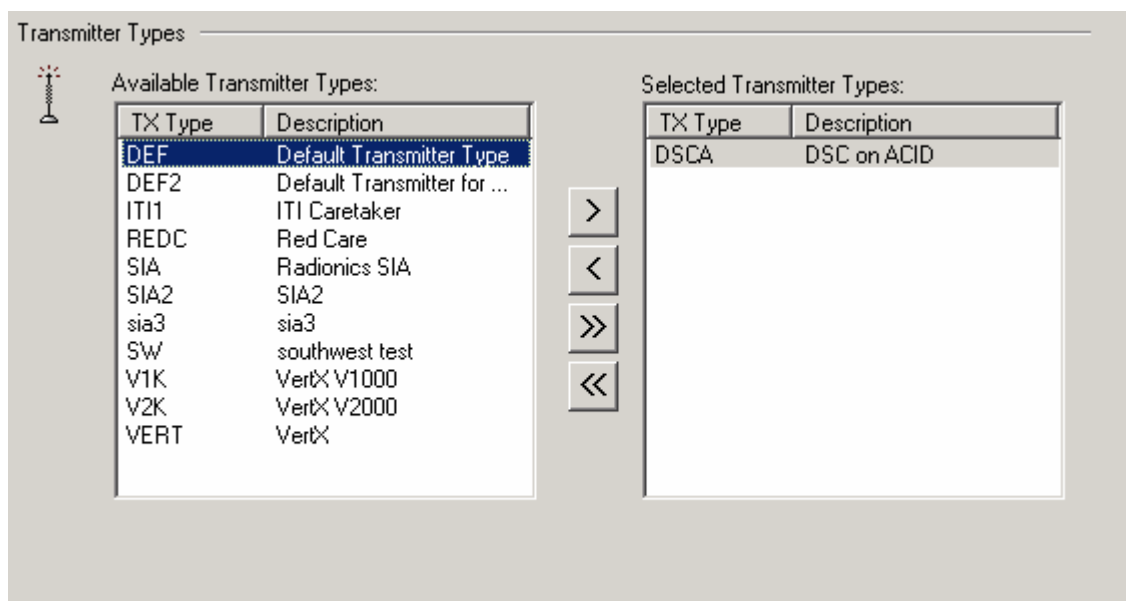 Transmitter Types
Available Transmitter Types:
TX Type Description
DEF Default Transmitter Type
DEF2 Default Transmitter for ...
ITI1 ITI Caretaker
REDC Red Care
SIA Radionics SIA
SIA2 SIA2
sia3 sia3
SW southwest test
V1K VertX V1000
V2K VertX V2000
VERT VertX
>
<
>>
<<
Selected Transmitter Types:
TX Type Description
DSCA DSC on ACID